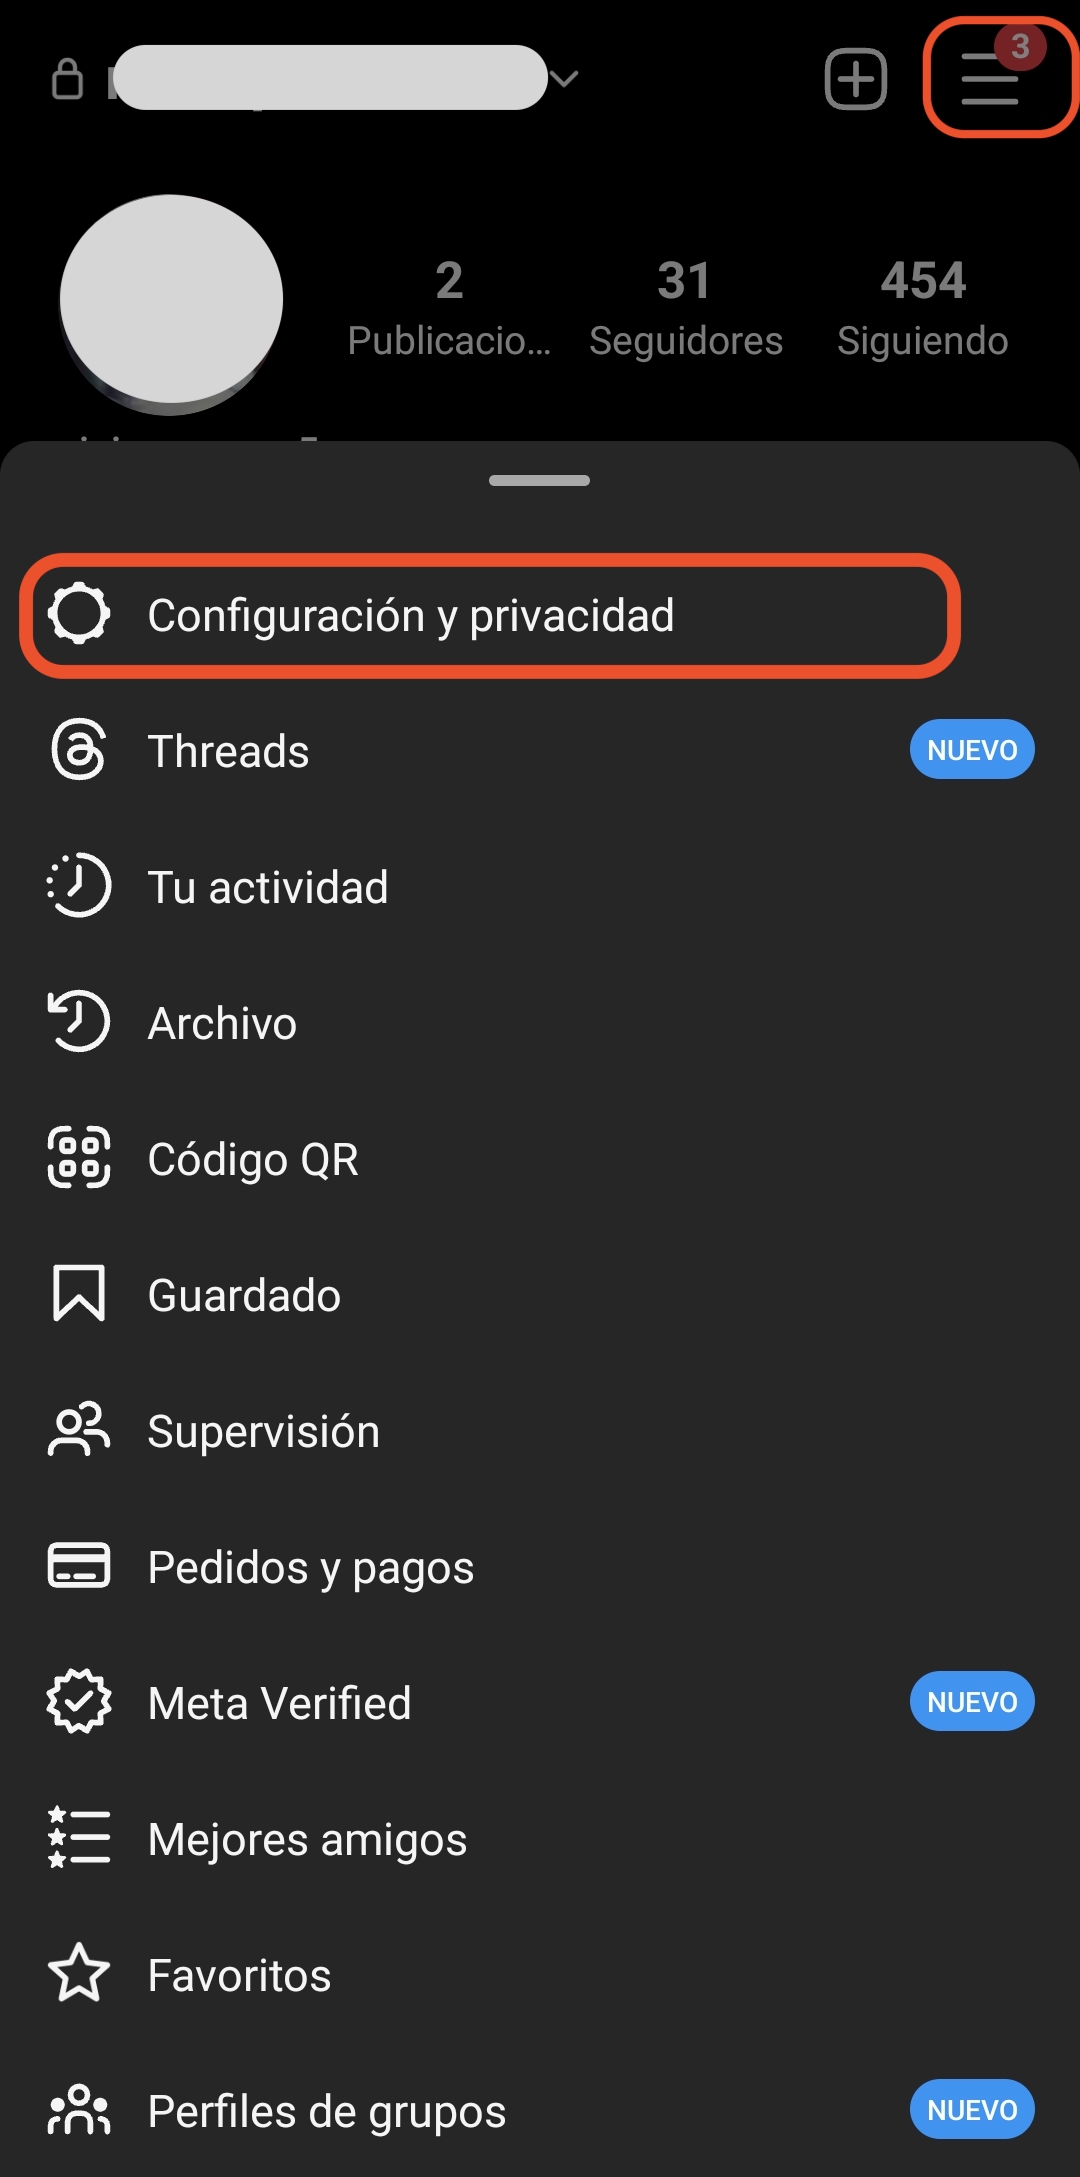 3
2 31 454
Publicacio... Seguidores Siguiendo
Configuración y privacidad
Threads NUEVO
Tu actividad
Archivo
Código QR
Guardado
Supervisión
Pedidos y pagos
Meta Verified NUEVO
Mejores amigos
Favoritos
Perfiles de grupos NUEVO